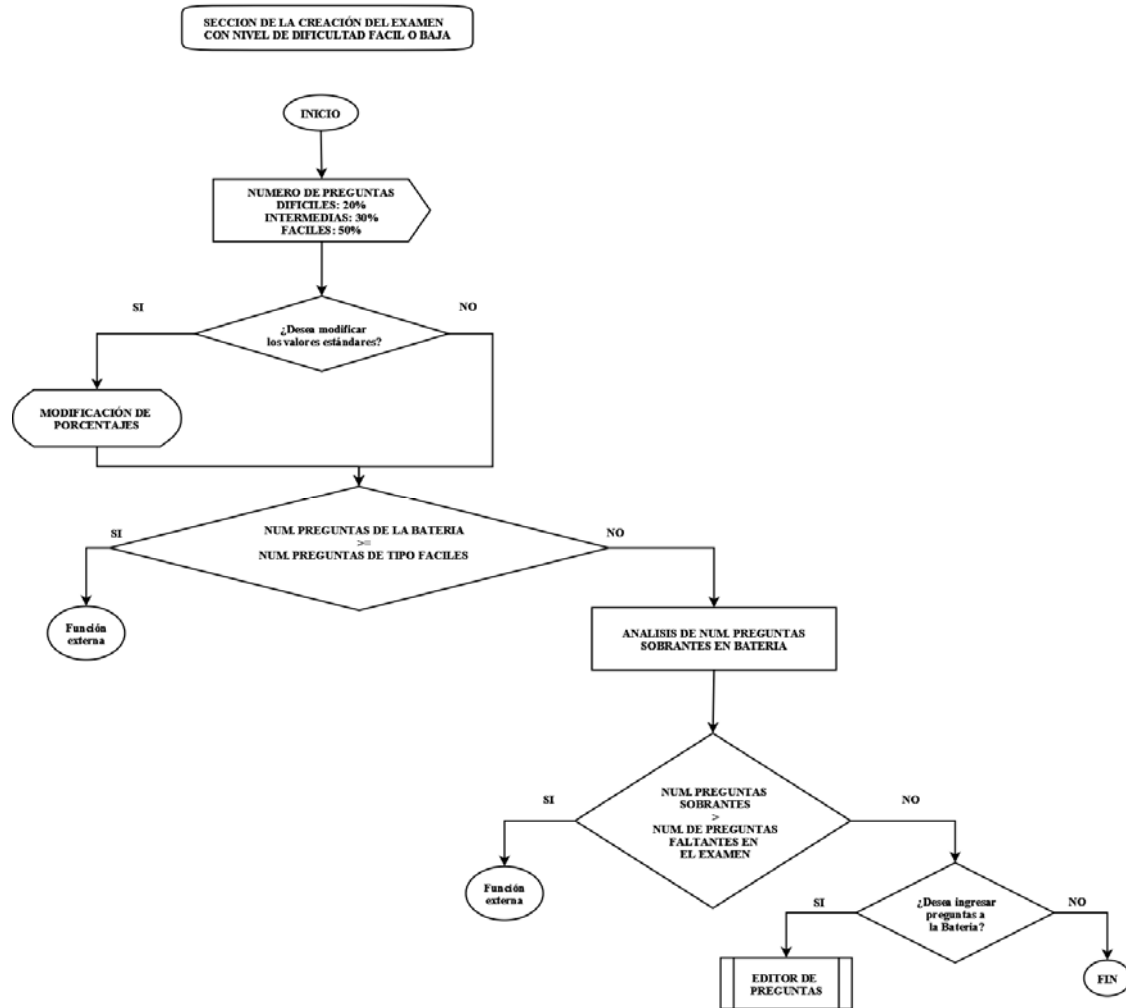 SECCION DE LA CREACIÓN DEL EXAMEN
CON NIVEL DE DIFICULTAD FACIL O BAJA
INICIO
NUMERO DE PREGUNTAS
DIFICILES: 20%
INTERMEDIAS: 30%
FACILES: 50%
SI
NO
¿Desea modificar
los valores estándares?
MODIFICACIÓN DE
PORCENTAJES
SI
NO
NUM. PREGUNTAS DE LA BATERIA
>=
NUM. PREGUNTAS DE TIPO FACILES
Función
externa
ANALISIS DE NUM. PREGUNTAS
SOBRANTES EN BATERIA
SI
NO
NUM. PREGUNTAS
SOBRANTES
>
NUM. DE PREGUNTAS
FALTANTES EN
EL EXAMEN
Función
externa
SI
NO
¿Desea ingresar
preguntas a
la Batería?
EDITOR DE
PREGUNTAS
FIN